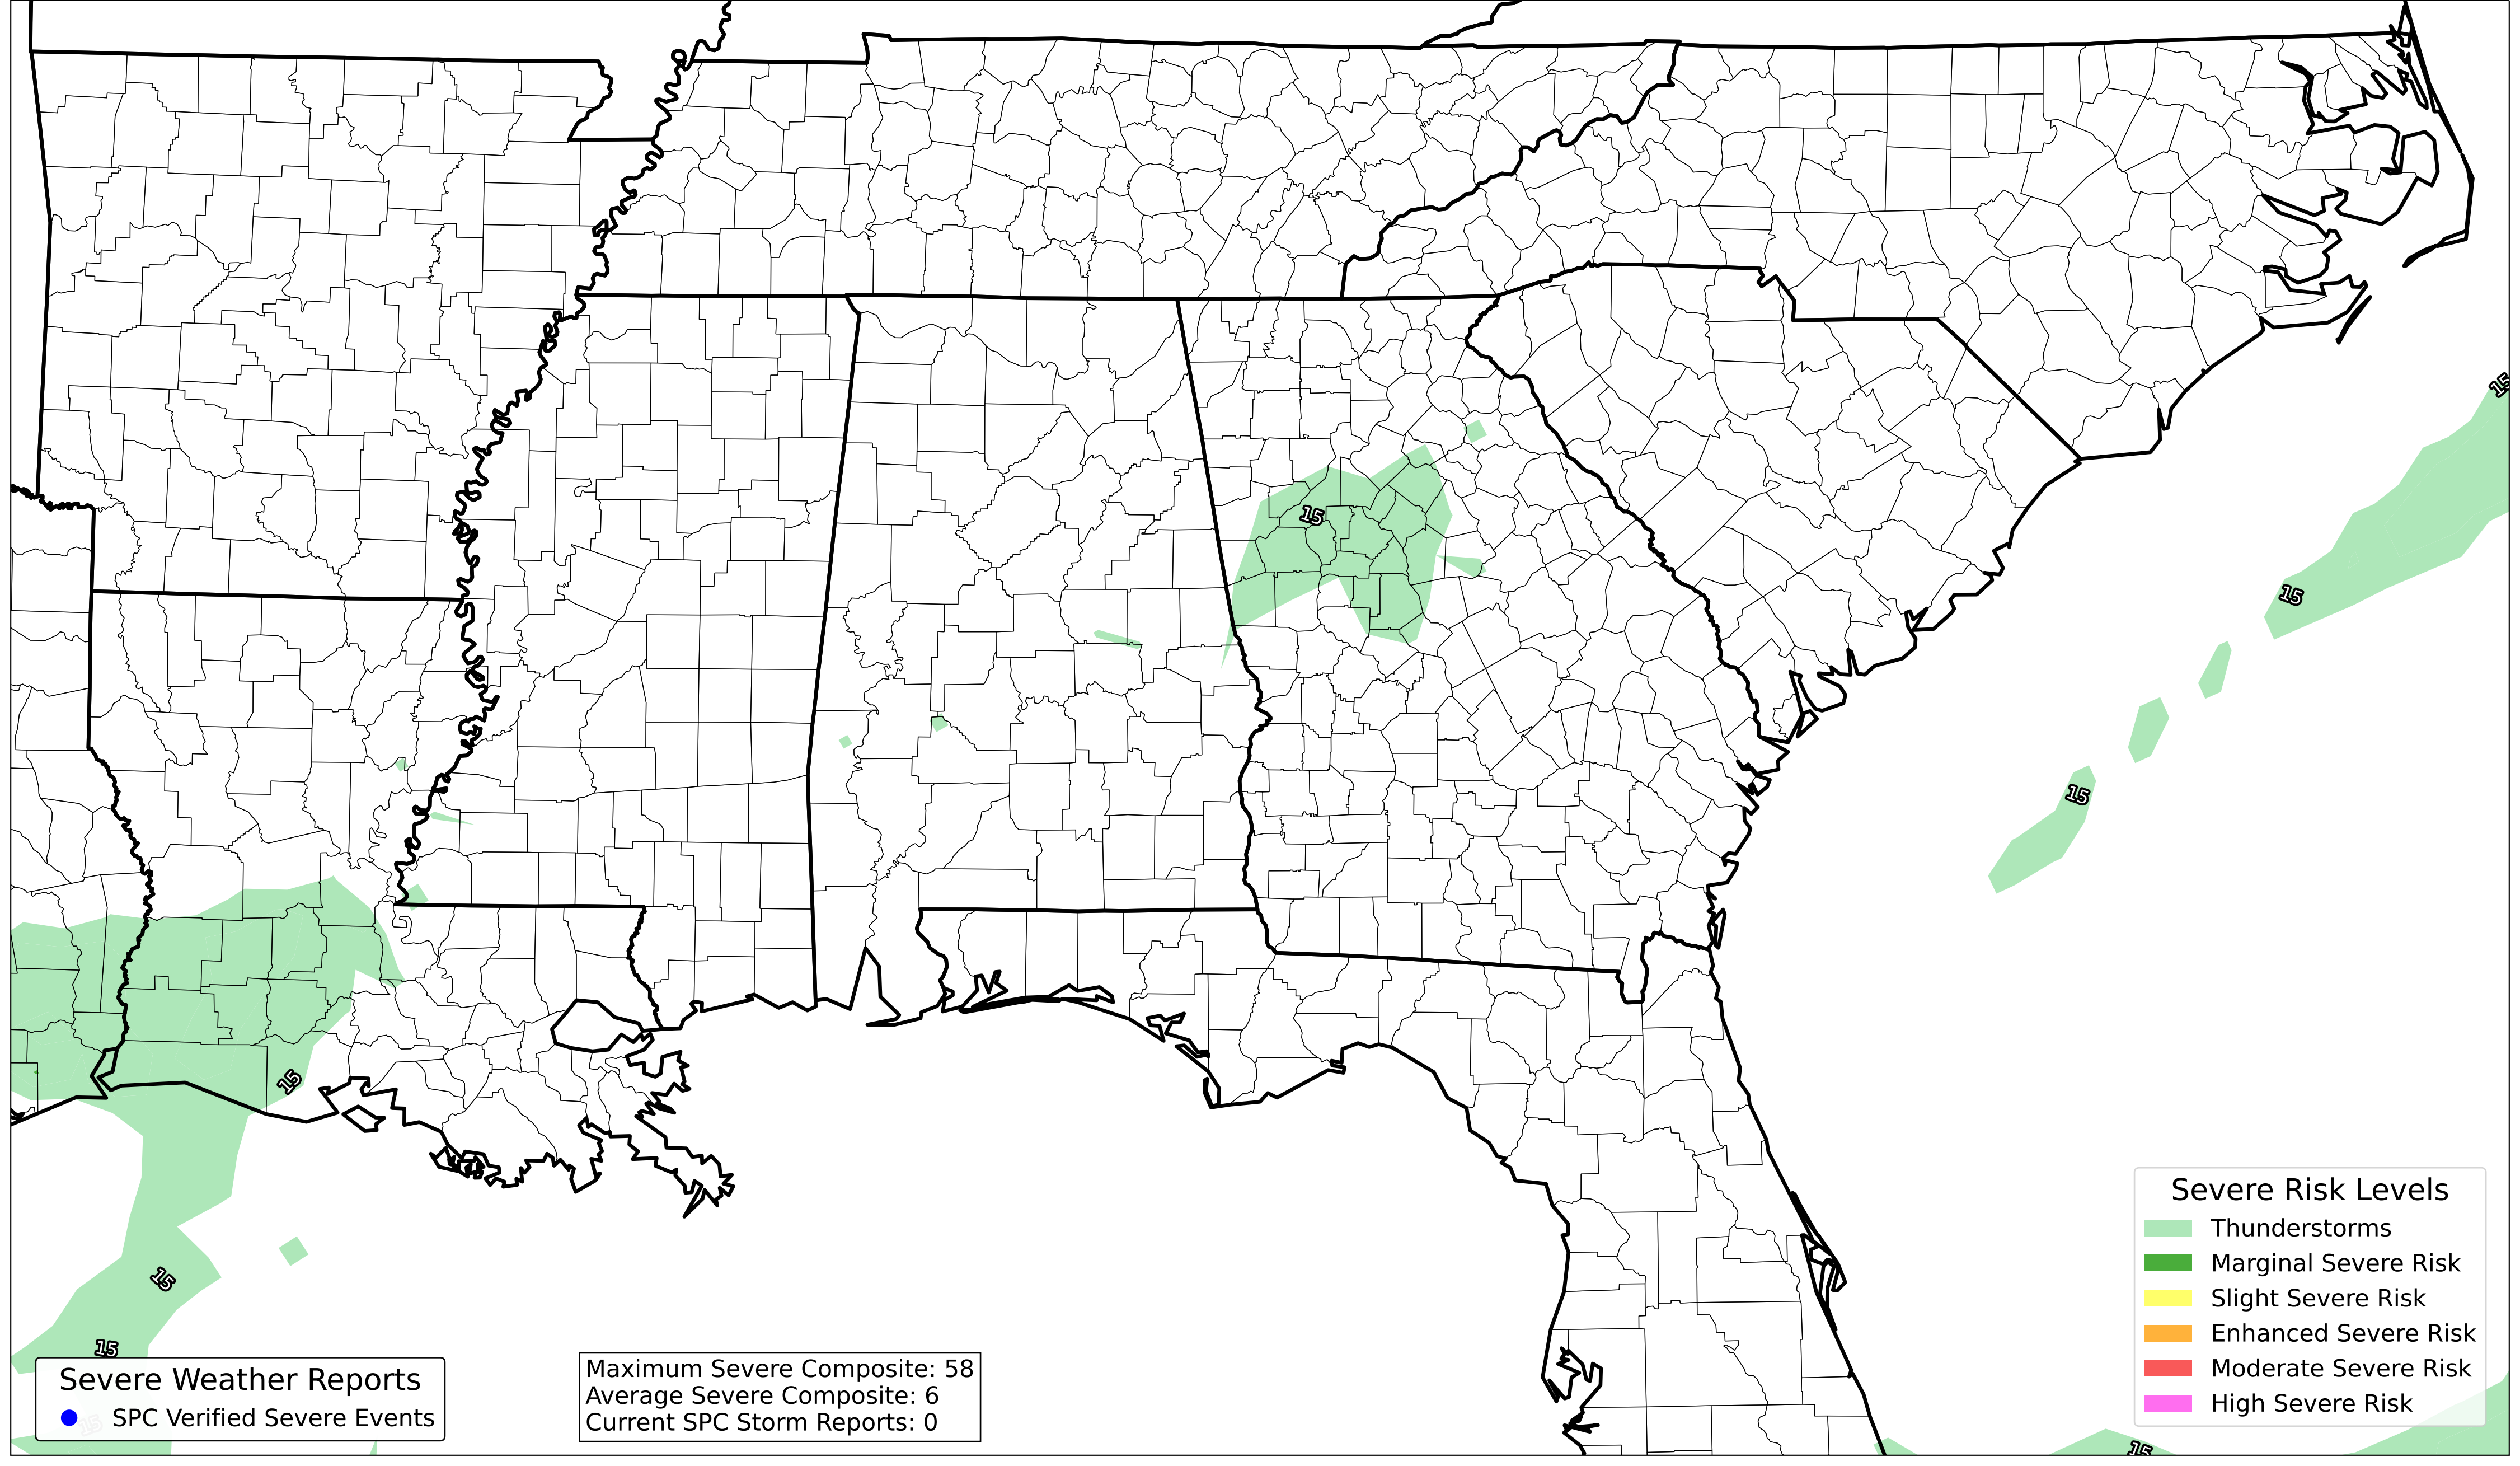 15
15
15
15
15
15
15
15
15
Severe Risk Levels
Thunderstorms
Marginal Severe Risk
Slight Severe Risk
Enhanced Severe Risk
Moderate Severe Risk
High Severe Risk
Severe Weather Reports
SPC Verified Severe Events
Maximum Severe Composite: 58
Average Severe Composite: 6
Current SPC Storm Reports: 0